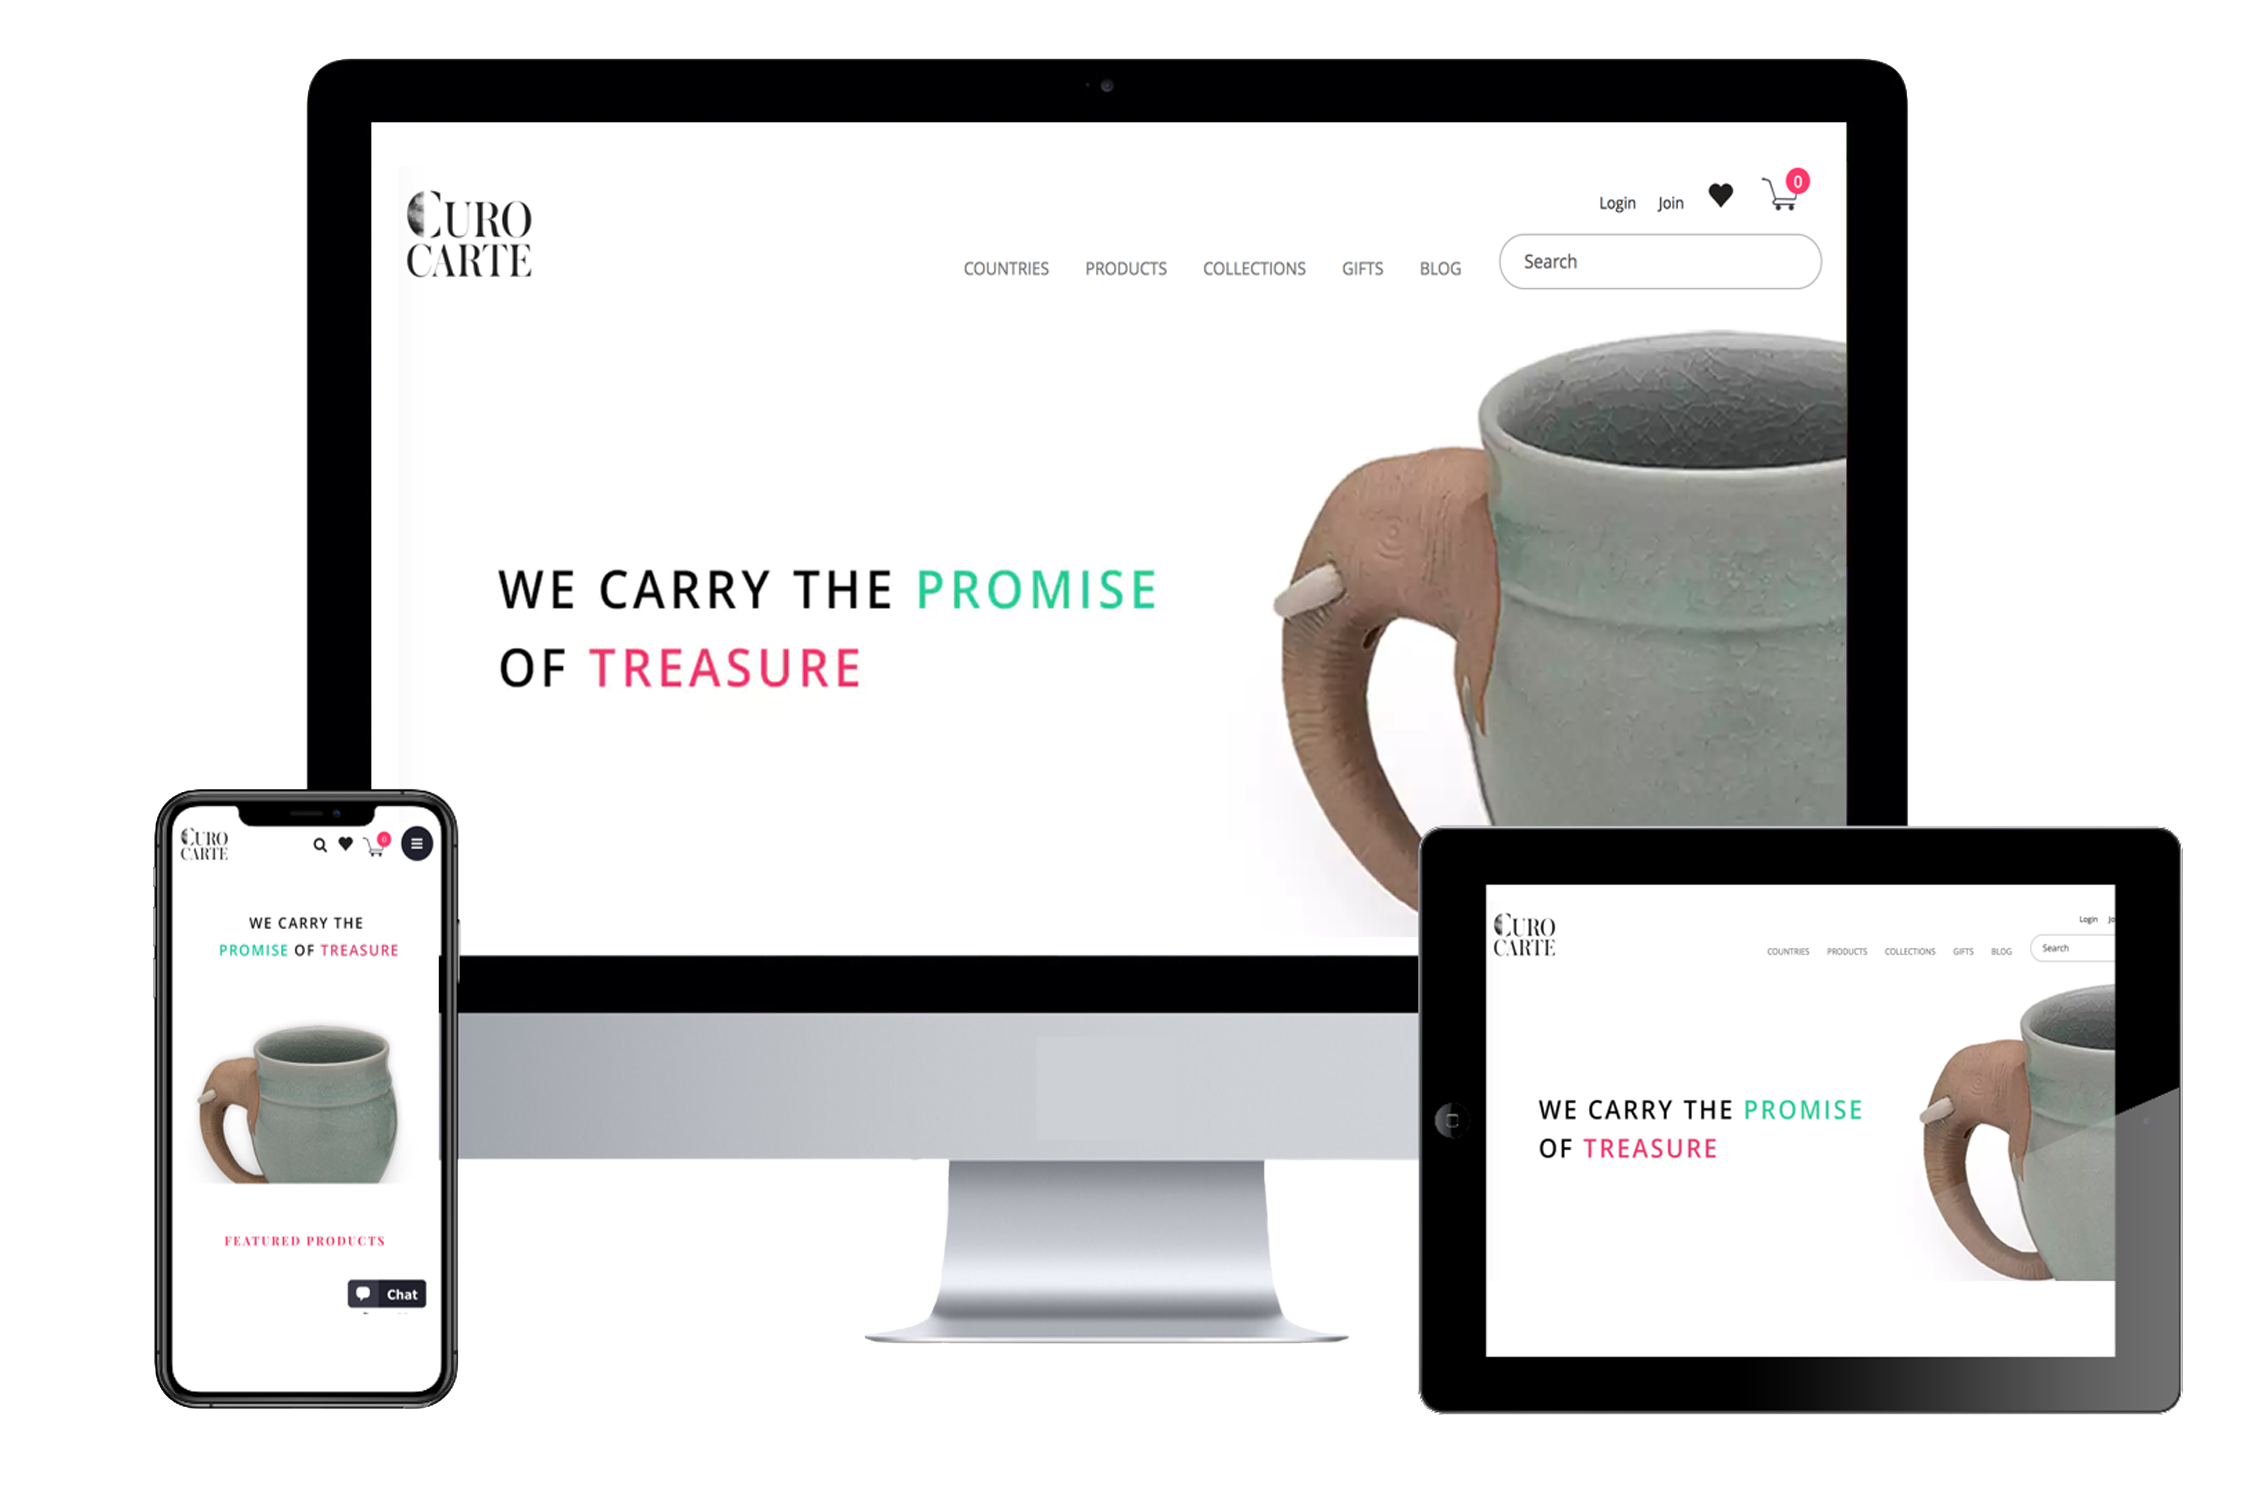 CURO
CARTE
Login Join 0
COUNTRIES PRODUCTS COLLECTIONS GIFTS BLOG Search
WE CARRY THE PROMISE
OF TREASURE
CURO
CARTE
0
WE CARRY THE
PROMISE OF TREASURE
FEATURED PRODUCTS
Chat
CURO
CARTE
Login Jo
COUNTRIES PRODUCTS COLLECTIONS GIFTS BLOG Search
WE CARRY THE PROMISE
OF TREASURE